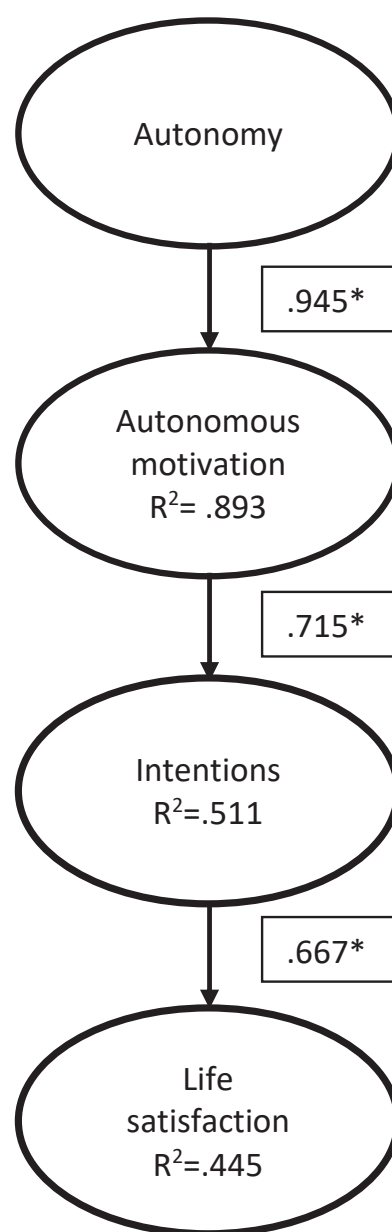 Autonomy
.945*
Autonomous
motivation
R²= .893
.715*
Intentions
R²=.511
.667*
Life
satisfaction
R²=.445